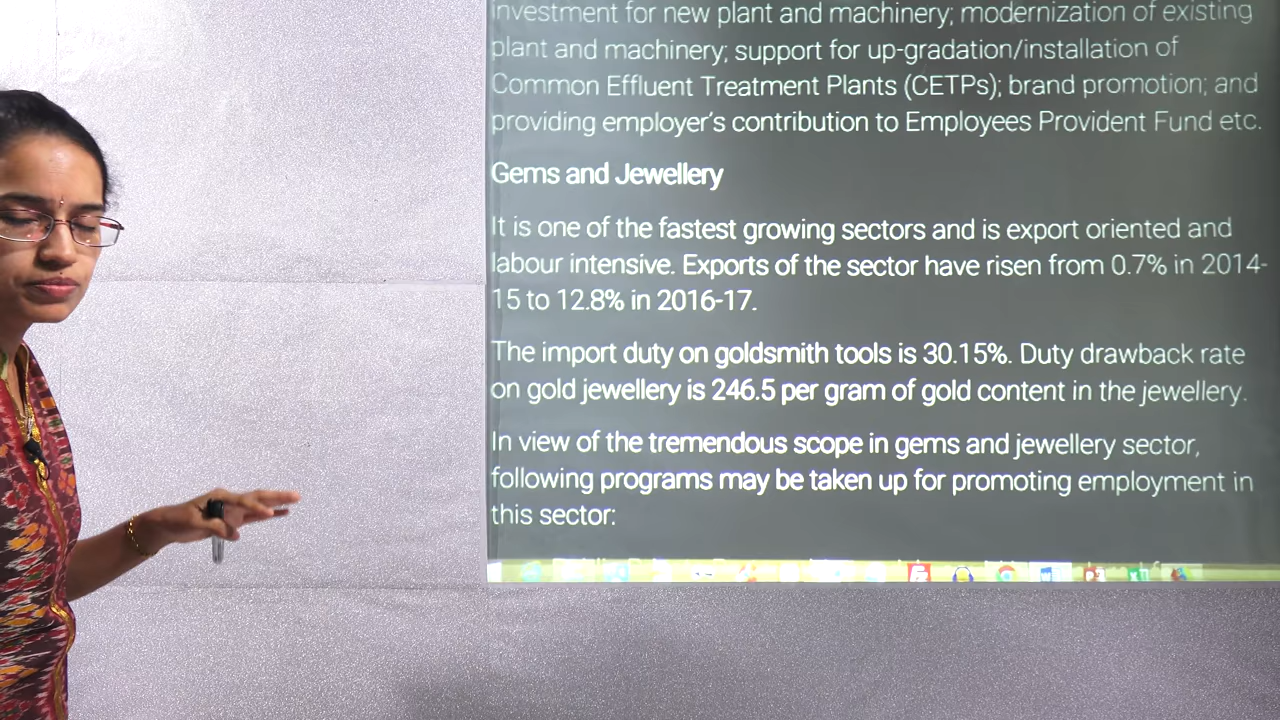 investment for new plant and machinery; modernization of existing
plant and machinery; support for up-gradation/installation of
Common Effluent Treatment Plants (CETPs); brand promotion; and
providing employer's contribution to Employees Provident Fund etc.
Gems and Jewellery
It is one of the fastest growing sectors and is export oriented and
labour intensive. Exports of the sector have risen from 0.7% in 2014-
15 to 12.8% in 2016-17.
The import duty on goldsmith tools is 30.15%. Duty drawback rate
on gold jewellery is 246.5 per gram of gold content in the jewellery.
In view of the tremendous scope in gems and jewellery sector,
following programs may be taken up for promoting employment in
this sector: